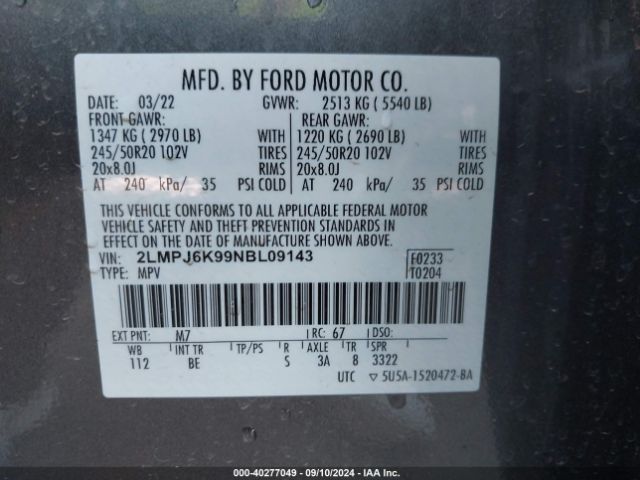 MFD. BY FORD MOTOR CO.
DATE: 03/22 GVWR: 2513 KG ( 5540 LB)
FRONT GAWR: REAR GAWR:
1347 KG ( 2970 LB) WITH 1220 KG ( 2690 LB) WITH
245/50R20 102V TIRES 245/50R20 102V TIRES
20x8.0J RIMS 20x8.0J RIMS
AT 240 kPa/ 35 PSI COLD AT 240 kPa/ 35 PSI COLD
THIS VEHICLE CONFORMS TO ALL APPLICABLE FEDERAL MOTOR
VEHICLE SAFETY AND THEFT PREVENTION STANDARDS IN
EFFECT ON THE DATE OF MANUFACTURE SHOWN ABOVE.
VIN: 2LMPJ6K99NBL09143 F0233
TYPE: MPV T0204
EXT PNT: M7 RC: 67 DSO:
WB INT TR TP/PS R AXLE TR SPR
112 BE S 3A 8 3322
UTC ▽ 5U5A-1520472-BA
000-40277049 - 09/10/2024 - IAA Inc.